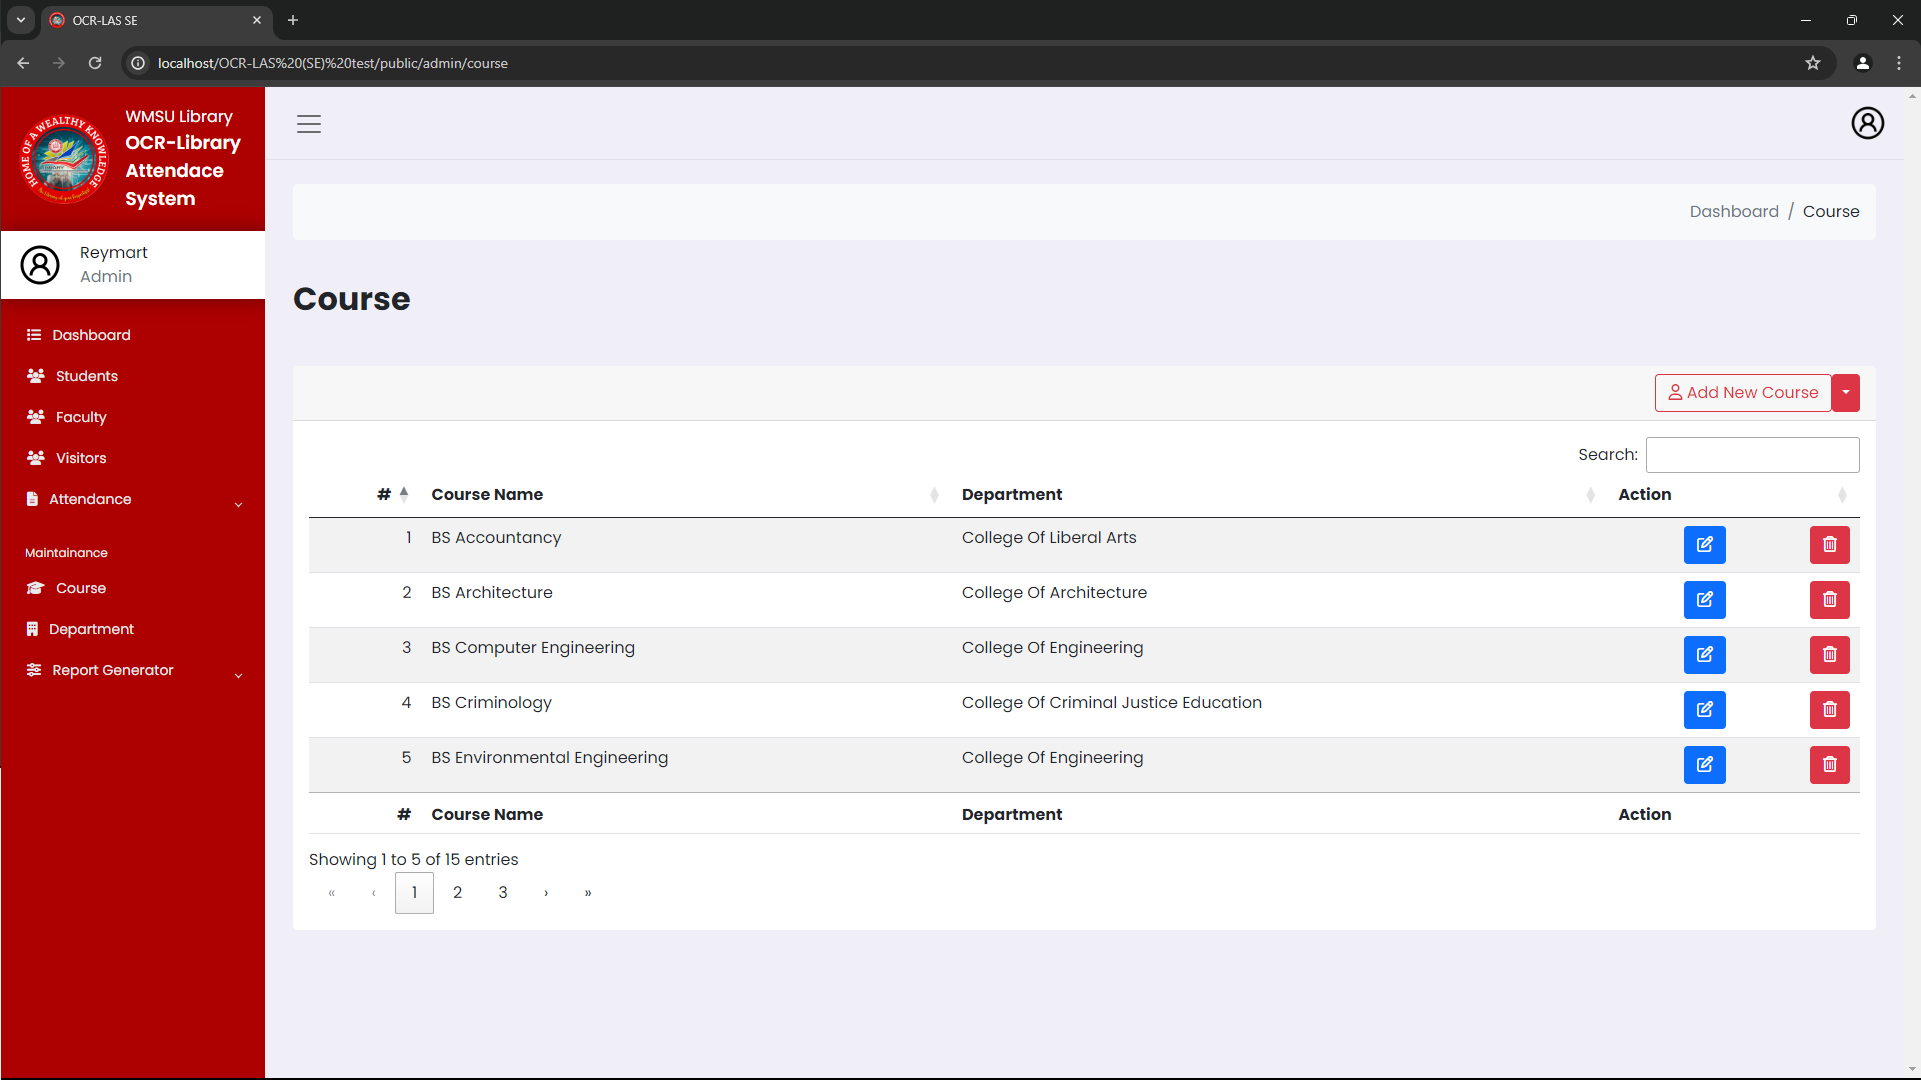 OCR-LAS SE
localhost/OCR-LAS%20(SE)%20test/public/admin/course
HOME OF A WEALTHY KNOWLEDGE
WMSU Library
OCR-Library
Attendace
System
Reymart
Admin
Dashboard
Students
Faculty
Visitors
Attendance
Maintainance
Course
Department
Report Generator
Dashboard / Course
Course
Add New Course
Search:
# Course Name Department Action
1 BS Accountancy College Of Liberal Arts
2 BS Architecture College Of Architecture
3 BS Computer Engineering College Of Engineering
4 BS Criminology College Of Criminal Justice Education
5 BS Environmental Engineering College Of Engineering
# Course Name Department Action
Showing 1 to 5 of 15 entries
« ‹ 1 2 3 › »